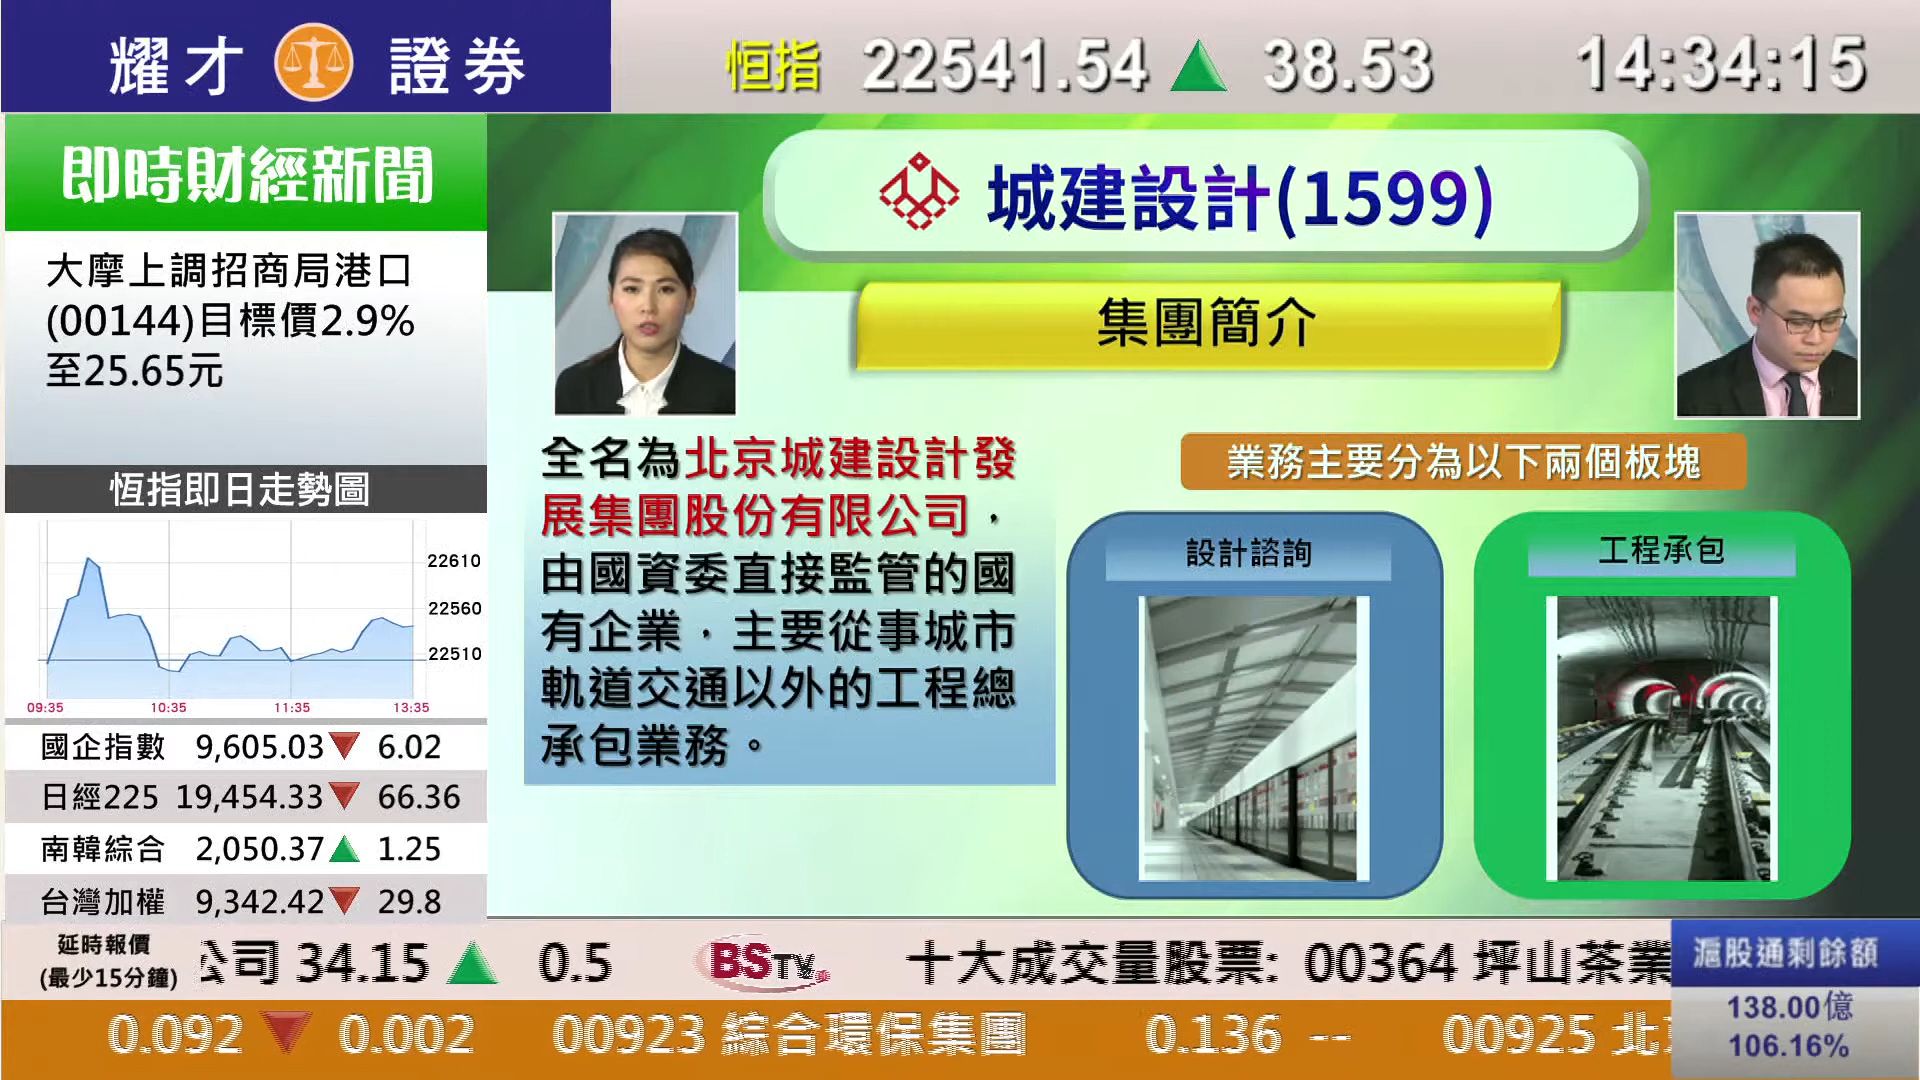 耀才 證券
恒指 22541.54 ▲ 38.53 14:34:15
即時財經新聞
大摩上調招商局港口
(00144)目標價2.9%
至25.65元
恆指即日走勢圖
22610
22560
22510
09:35 10:35 11:35 13:35
國企指數 9,605.03 ▼ 6.02
日經225 19,454.33 ▼ 66.36
南韓綜合 2,050.37 ▲ 1.25
台灣加權 9,342.42 ▼ 29.8
城建設計(1599)
集團簡介
全名為北京城建設計發
展集團股份有限公司，
由國資委直接監管的國
有企業，主要從事城市
軌道交通以外的工程總
承包業務。
業務主要分為以下兩個板塊
設計諮詢
工程承包
延時報價
(最少15分鐘)
公司 34.15 ▲ 0.5 BSTV 十大成交量股票: 00364 坪山茶業
0.092 ▼ 0.002 00923 綜合環保集團 0.136 -- 00925 北
滬股通剩餘額
138.00億
106.16%